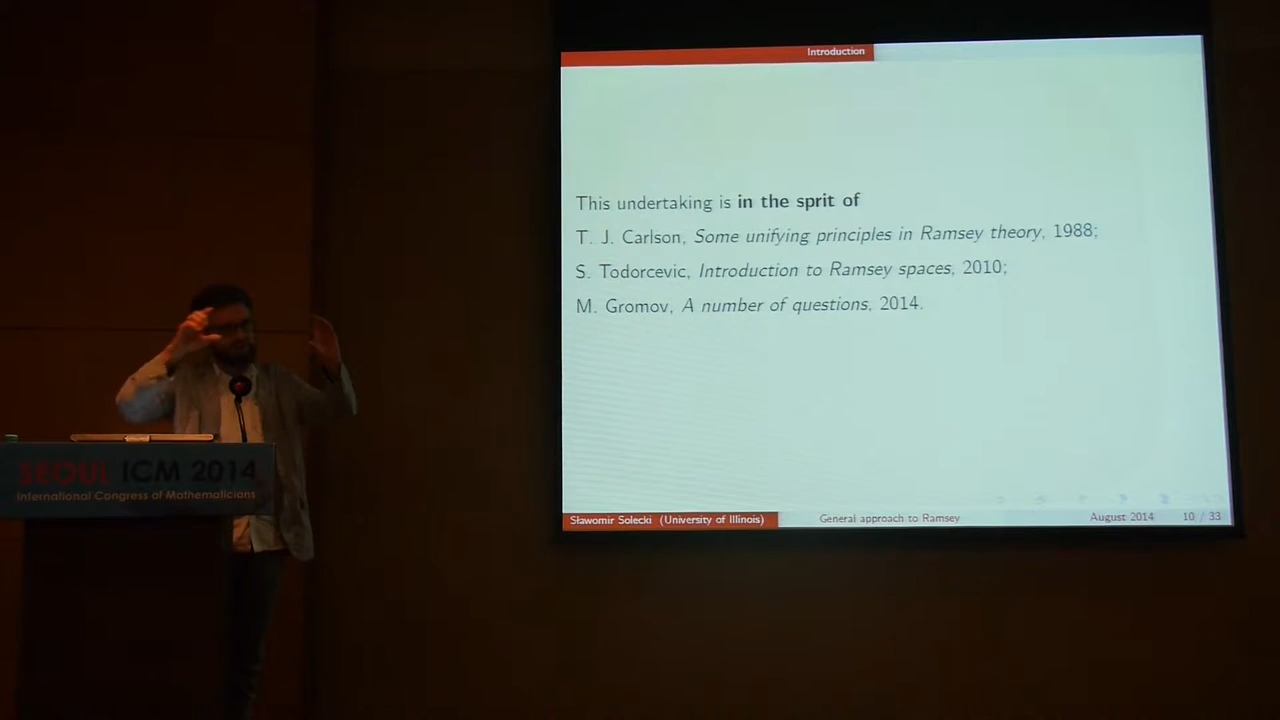 Introduction
This undertaking is in the sprit of
T. J. Carlson, Some unifying principles in Ramsey theory, 1988;
S. Todorcevic, Introduction to Ramsey spaces, 2010;
M. Gromov, A number of questions, 2014.
Sławomir Solecki (University of Illinois) General approach to Ramsey August 2014 10 / 33
SEOUL ICM 2014
International Congress of Mathematicians